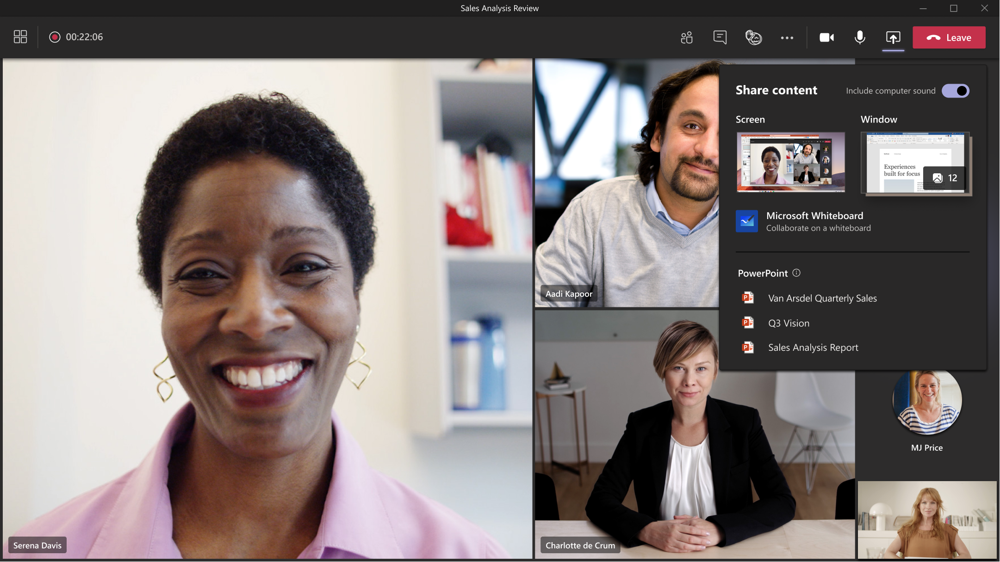 Sales Analysis Review
00:22:06
Leave
Share content
Include computer sound
Screen
Window
Experiences
built for focus
12
Microsoft Whiteboard
Collaborate on a whiteboard
PowerPoint
Van Arsdel Quarterly Sales
Q3 Vision
Sales Analysis Report
Aadi Kapoor
MJ Price
Serena Davis
Charlotte de Crum